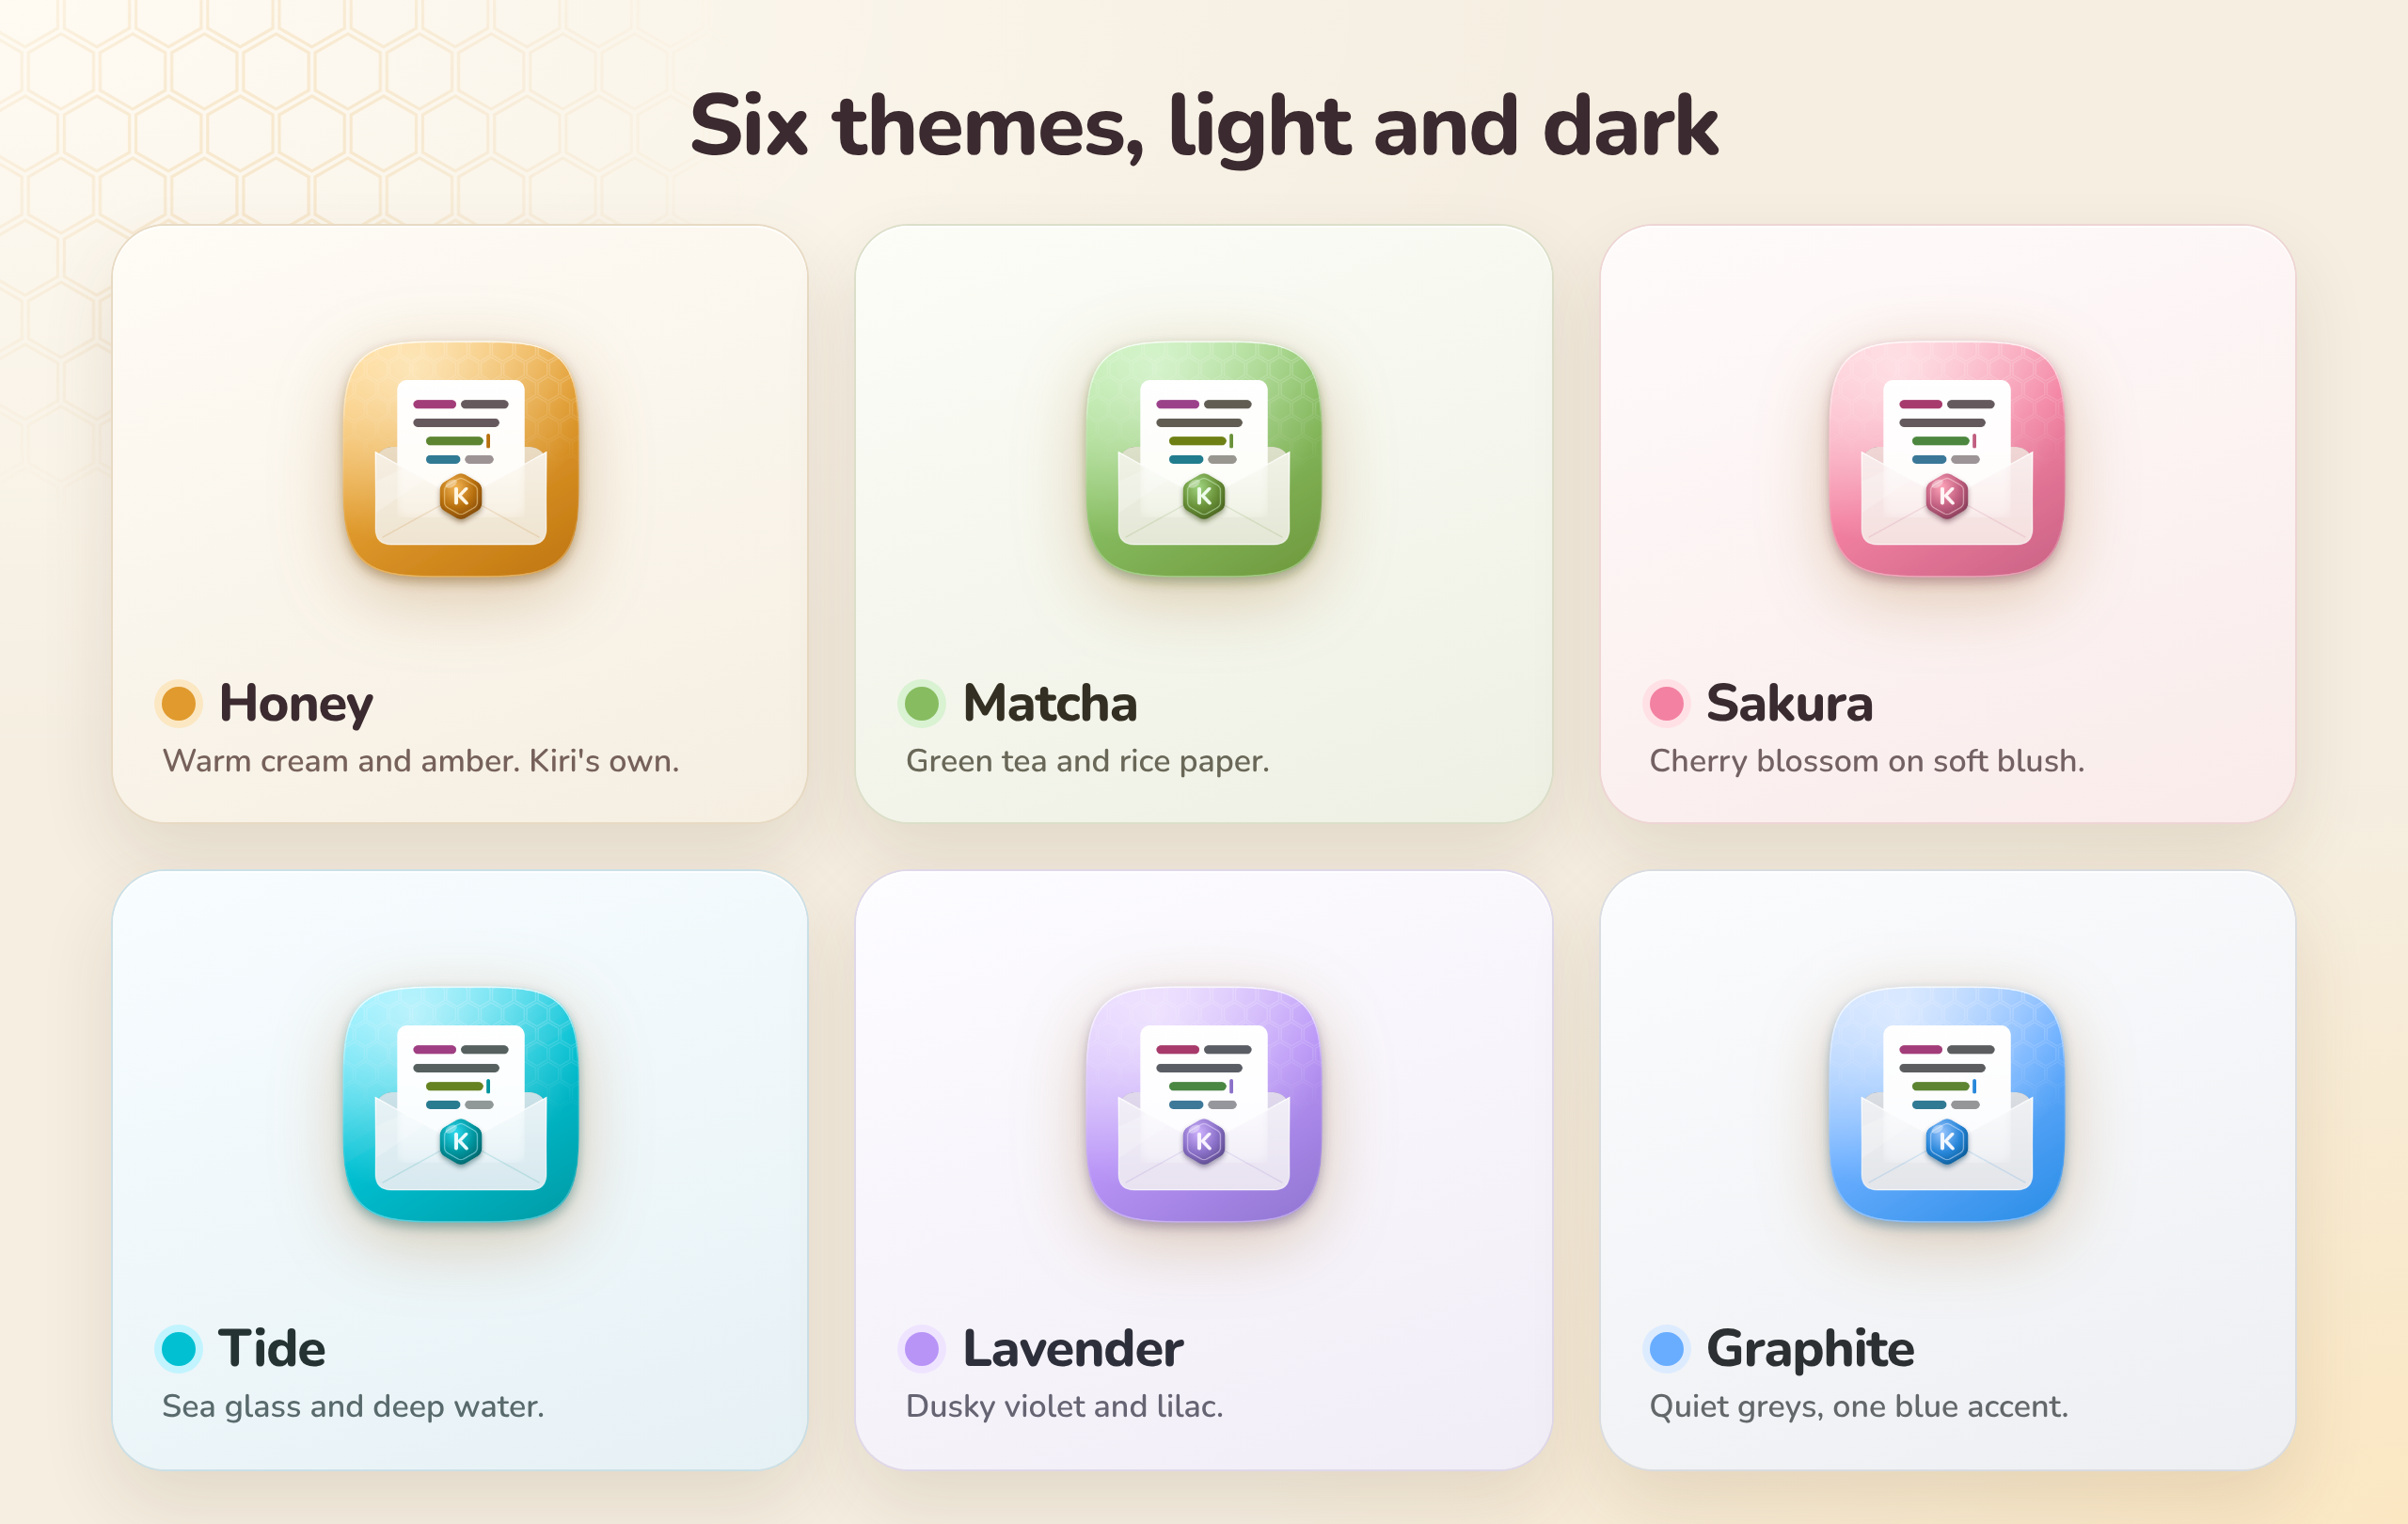 Six themes, light and dark
K
K
K
Honey
Matcha
Sakura
Warm cream and amber. Kiri's own.
Green tea and rice paper.
Cherry blossom on soft blush.
K
K
K
Tide
Lavender
Graphite
Sea glass and deep water.
Dusky violet and lilac.
Quiet greys, one blue accent.